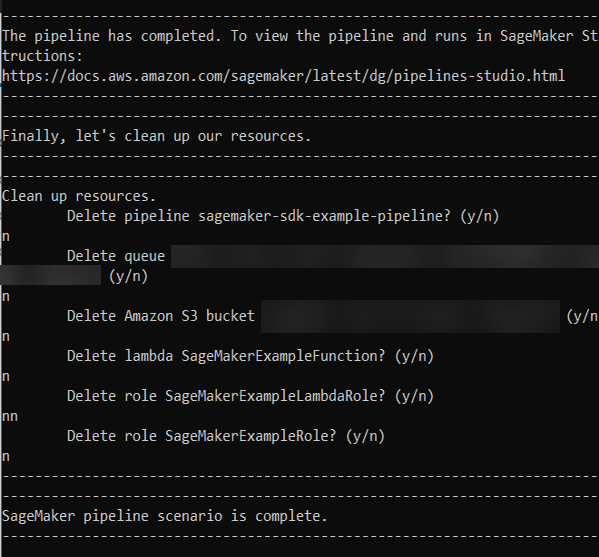 --------------------------------------------------------------------------
The pipeline has completed. To view the pipeline and runs in SageMaker St
tructions:
https://docs.aws.amazon.com/sagemaker/latest/dg/pipelines-studio.html
--------------------------------------------------------------------------
--------------------------------------------------------------------------
Finally, let's clean up our resources.
--------------------------------------------------------------------------
--------------------------------------------------------------------------
Clean up resources.
        Delete pipeline sagemaker-sdk-example-pipeline? (y/n)
n
        Delete queue
(y/n)
n
        Delete Amazon S3 bucket (y/n
n
        Delete lambda SageMakerExampleFunction? (y/n)
n
        Delete role SageMakerExampleLambdaRole? (y/n)
nn
        Delete role SageMakerExampleRole? (y/n)
n
--------------------------------------------------------------------------
--------------------------------------------------------------------------
SageMaker pipeline scenario is complete.
--------------------------------------------------------------------------